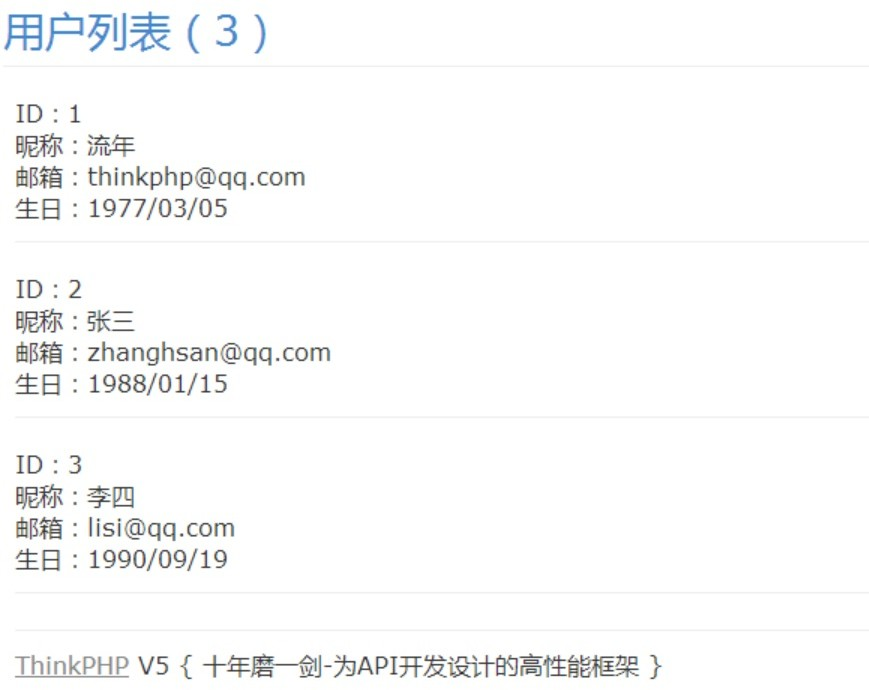 用户列表（3）
ID：1
昵称：流年
邮箱：thinkphp@qq.com
生日：1977/03/05
ID：2
昵称：张三
邮箱：zhanghsan@qq.com
生日：1988/01/15
ID：3
昵称：李四
邮箱：lisi@qq.com
生日：1990/09/19
ThinkPHP V5 { 十年磨一剑-为API开发设计的高性能框架 }